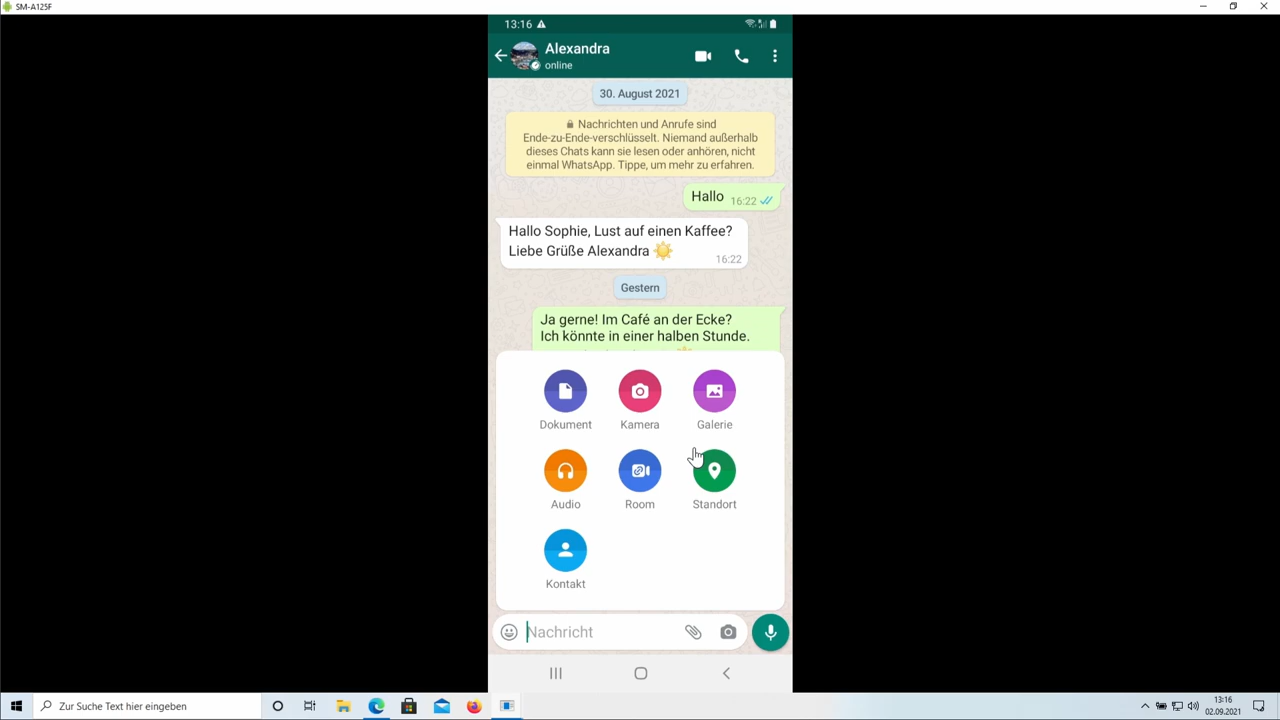 SM-A125F
13:16
Alexandra
online
30. August 2021
Nachrichten und Anrufe sind
Ende-zu-Ende-verschlüsselt. Niemand außerhalb
dieses Chats kann sie lesen oder anhören, nicht
einmal WhatsApp. Tippe, um mehr zu erfahren.
Hallo 16:22
Hallo Sophie, Lust auf einen Kaffee?
Liebe Grüße Alexandra
16:22
Gestern
Ja gerne! Im Café an der Ecke?
Ich könnte in einer halben Stunde.
Dokument
Kamera
Galerie
Audio
Room
Standort
Kontakt
Nachricht
Zur Suche Text hier eingeben
13:16
02.09.2021